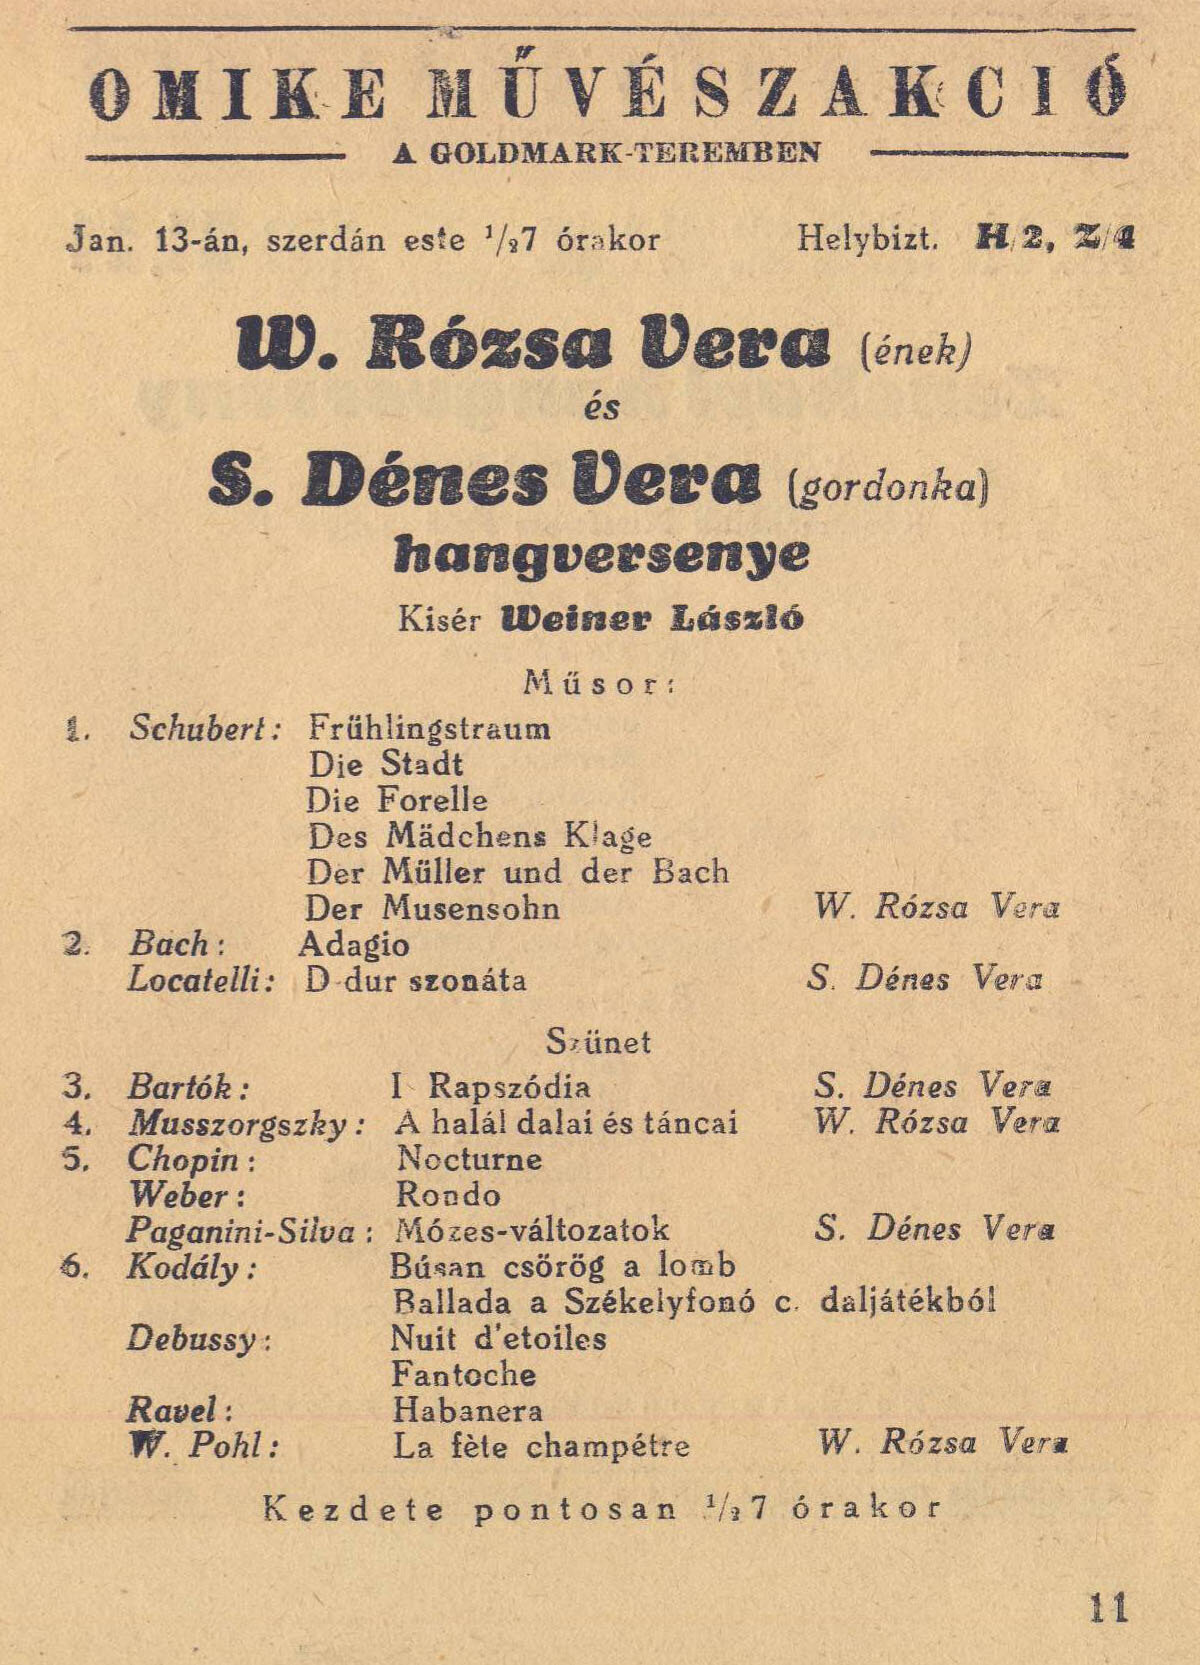 OMIKE MŰVÉSZAKCIÓ
A GOLDMARK-TEREMBEN
Jan. 13-án, szerdán este 1/27 órakor Helybizt. H/2, Z/4
W. Rózsa Vera (ének)
és
S. Dénes Vera (gordonka)
hangversenye
Kisér Weiner László
Műsor:
1. Schubert: Frühlingstraum
Die Stadt
Die Forelle
Des Mädchens Klage
Der Müller und der Bach
Der Musensohn W. Rózsa Vera
2. Bach: Adagio
Locatelli: D-dur szonáta S. Dénes Vera
Szünet
3. Bartók: I Rapszódia S. Dénes Vera
4. Musszorgszky: A halál dalai és táncai W. Rózsa Vera
5. Chopin: Nocturne
Weber: Rondo
Paganini-Silva: Mózes-változatok S. Dénes Vera
6. Kodály: Búsan csörög a lomb
Ballada a Székelyfonó c. daljátékból
Debussy: Nuit d'etoiles
Fantoche
Ravel: Habanera
W. Pohl: La fète champétre W. Rózsa Vera
Kezdete pontosan 1/27 órakor
11